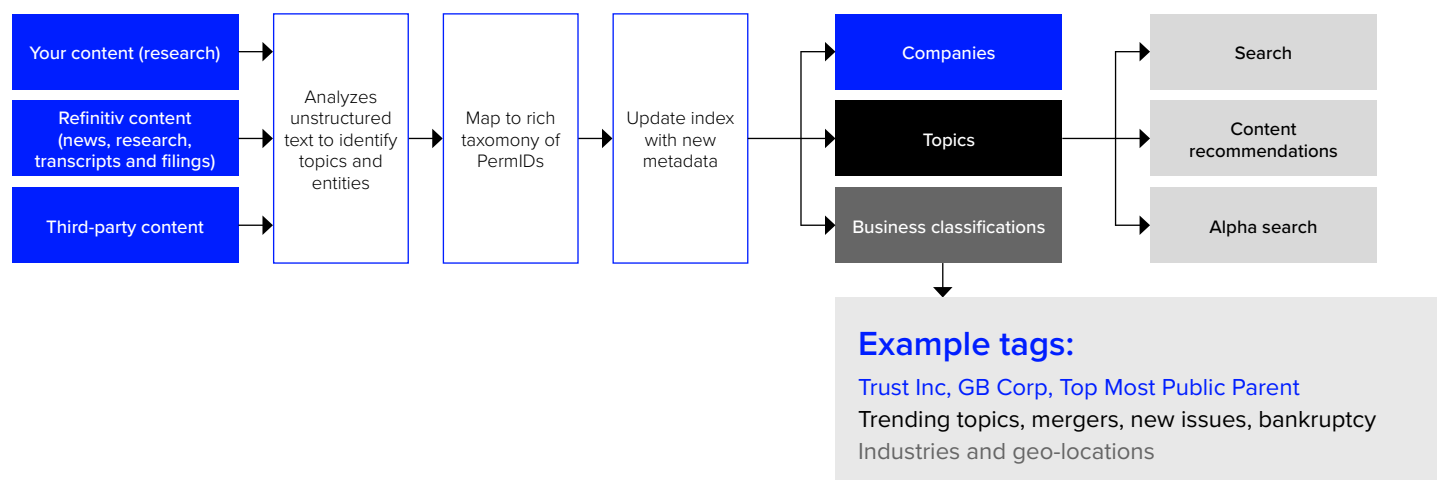 Your content (research)
Refinitiv content
(news, research,
transcripts and filings)
Third-party content
Analyzes
unstructured
text to identify
topics and
entities
Map to rich
taxomony of
PermIDs
Update index
with new
metadata
Companies
Topics
Business classifications
Search
Content
recommendations
Alpha search
Example tags:
Trust Inc, GB Corp, Top Most Public Parent
Trending topics, mergers, new issues, bankruptcy
Industries and geo-locations